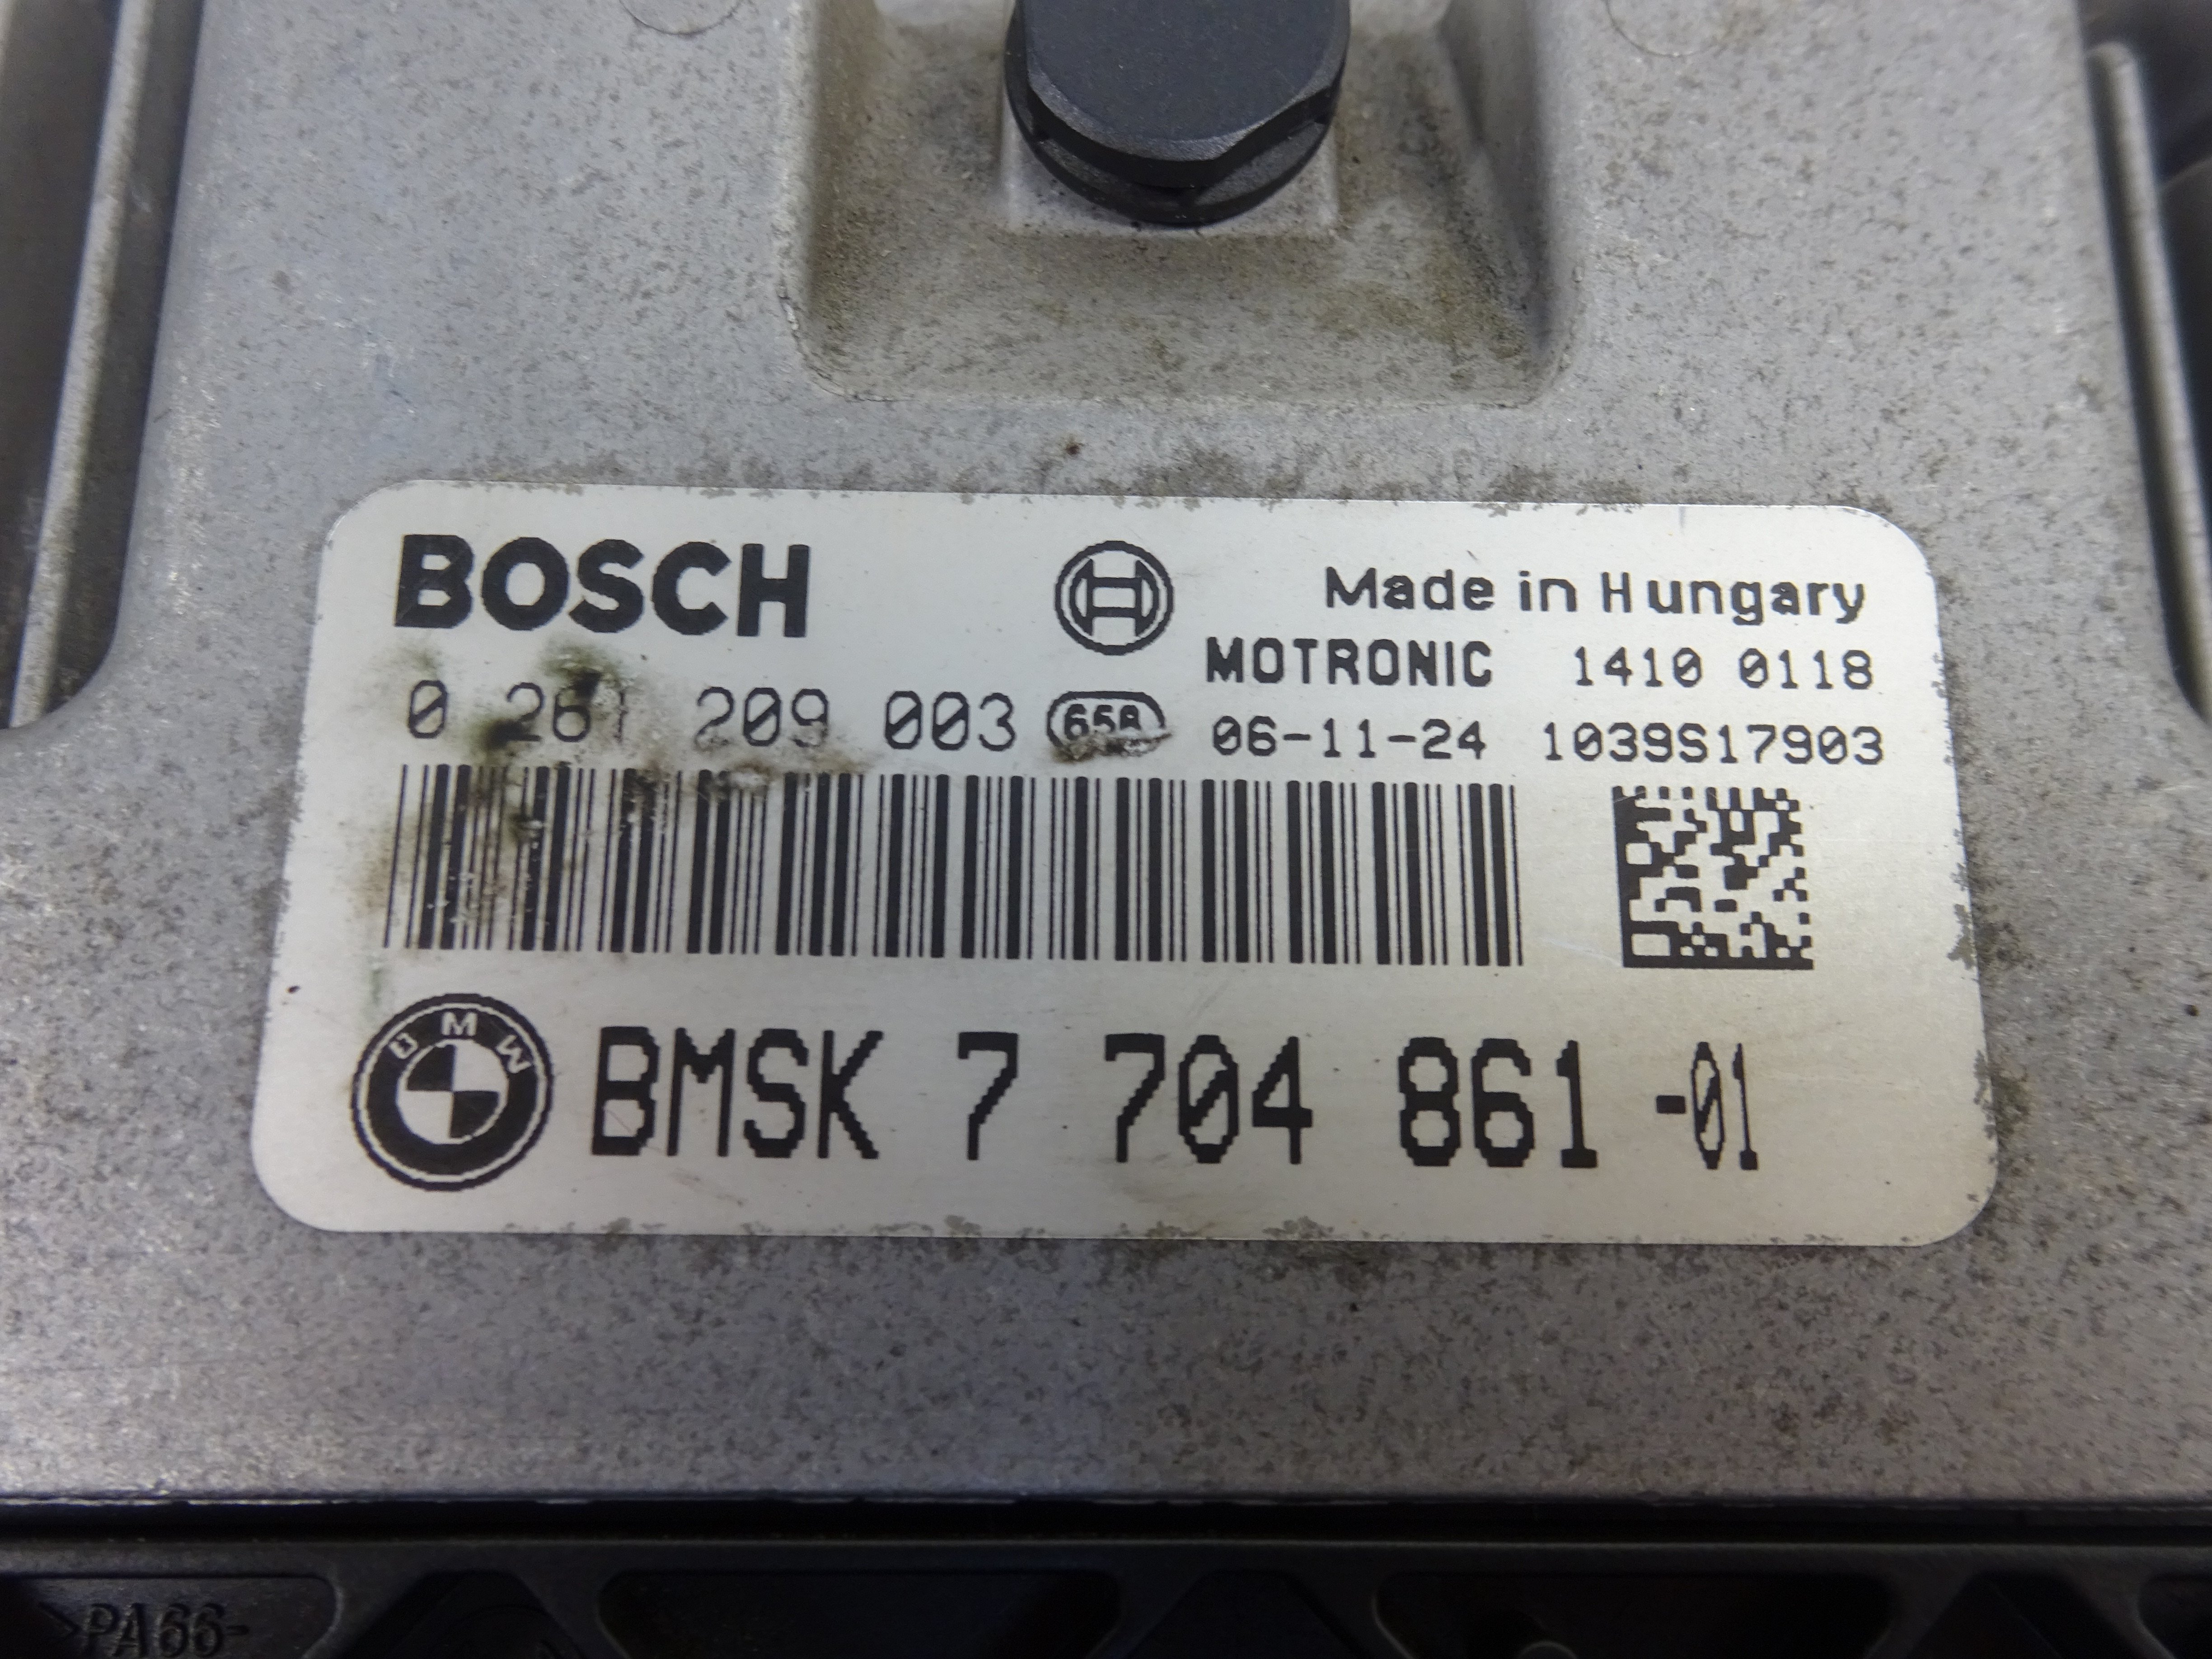 BOSCH
Made in Hungary
MOTRONIC 1410 0118
0 261 209 003 658 06-11-24 1039S17903
BMW BMSK 7 704 861 -01
>PA66-